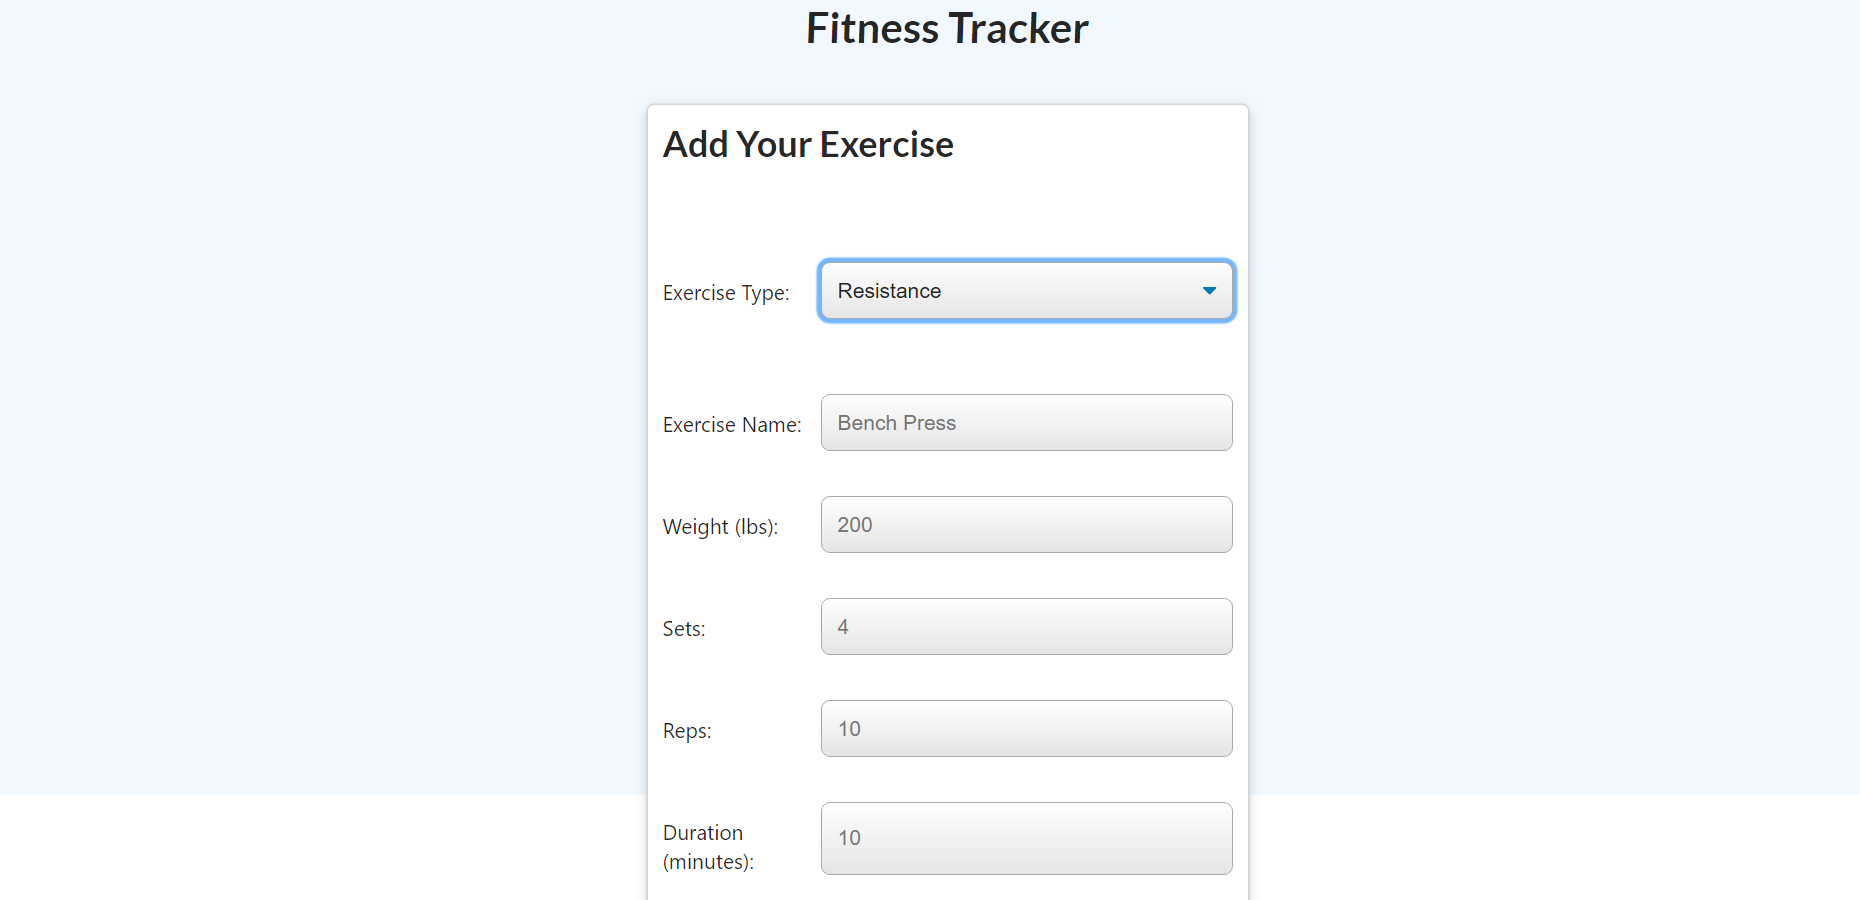 Fitness Tracker
Add Your Exercise
Exercise Type: Resistance
Exercise Name: Bench Press
Weight (lbs): 200
Sets: 4
Reps: 10
Duration
(minutes): 10